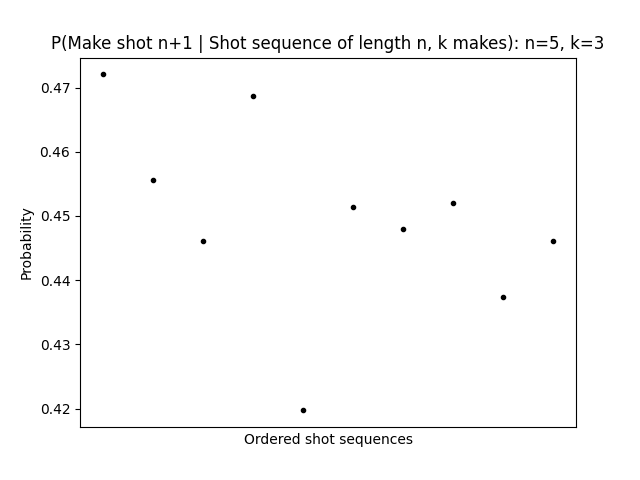 P(Make shot n+1 | Shot sequence of length n, k makes): n=5, k=3
0.47
0.46
0.45
0.44
0.43
0.42
Probability
Ordered shot sequences